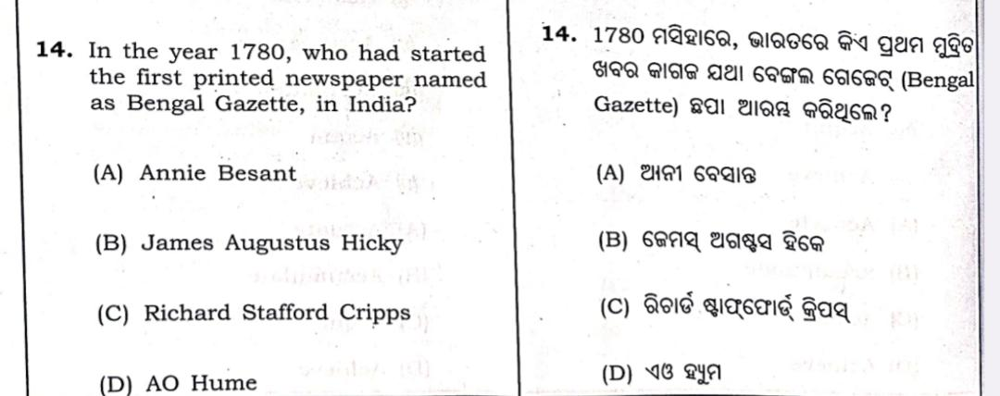 14. In the year 1780, who had started
the first printed newspaper named
as Bengal Gazette, in India?
(A) Annie Besant
(B) James Augustus Hicky
(C) Richard Stafford Cripps
(D) AO Hume
14. 1780 ମସିହାରେ, ଭାରତରେ କିଏ ପ୍ରଥମ ମୁଦ୍ରିତ
ଖବର କାଗଜ ଯଥା ବେଙ୍ଗଲ ଗେଜେଟ୍ (Bengal
Gazette) ଛପା ଆରମ୍ଭ କରିଥିଲେ?
(A) ଆନୀ ବେସାନ୍ତ
(B) ଜେମସ୍ ଅଗଷ୍ଟସ ହିକେ
(C) ରିଚାର୍ଡ ଷ୍ଟାଫ୍‌ଫୋର୍ଡ୍ କ୍ରିପସ୍
(D) ଏଓ ହ୍ୟୁମ